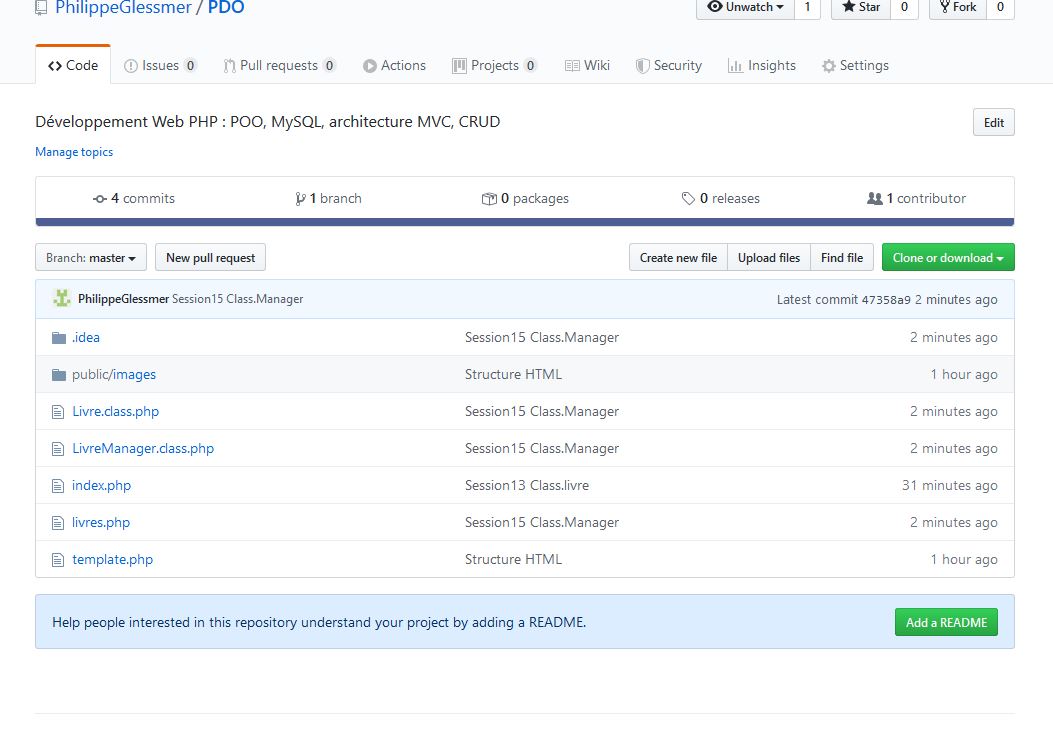 PhilippeGlessmer / PDO
Unwatch 1 Star 0 Fork 0
Code Issues 0 Pull requests 0 Actions Projects 0 Wiki Security Insights Settings
Développement Web PHP : POO, MySQL, architecture MVC, CRUD
Edit
Manage topics
4 commits 1 branch 0 packages 0 releases 1 contributor
Branch: master New pull request Create new file Upload files Find file Clone or download
PhilippeGlessmer Session15 Class.Manager Latest commit 47358a9 2 minutes ago
.idea Session15 Class.Manager 2 minutes ago
public/images Structure HTML 1 hour ago
Livre.class.php Session15 Class.Manager 2 minutes ago
LivreManager.class.php Session15 Class.Manager 2 minutes ago
index.php Session13 Class.livre 31 minutes ago
livres.php Session15 Class.Manager 2 minutes ago
template.php Structure HTML 1 hour ago
Help people interested in this repository understand your project by adding a README. Add a README